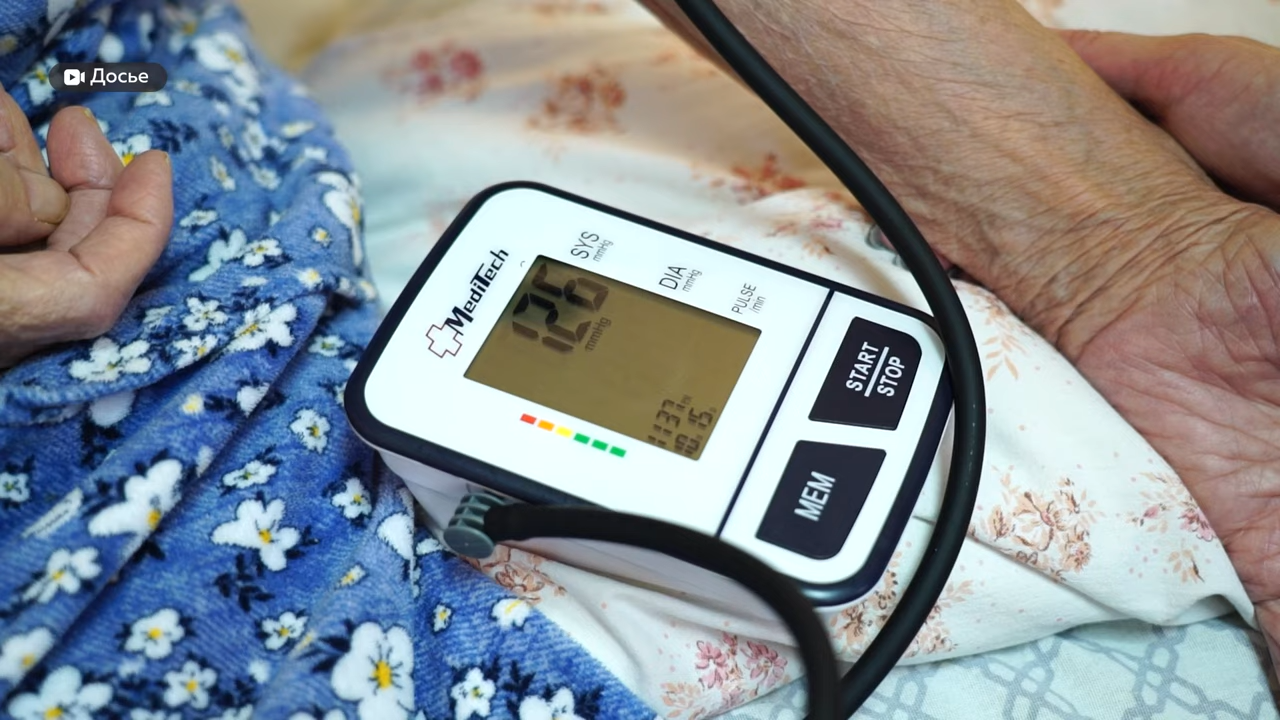 Досье
MediTech
SYS
mmHg
DIA
mmHg
PULSE
/min
mmHg
START
STOP
MEM